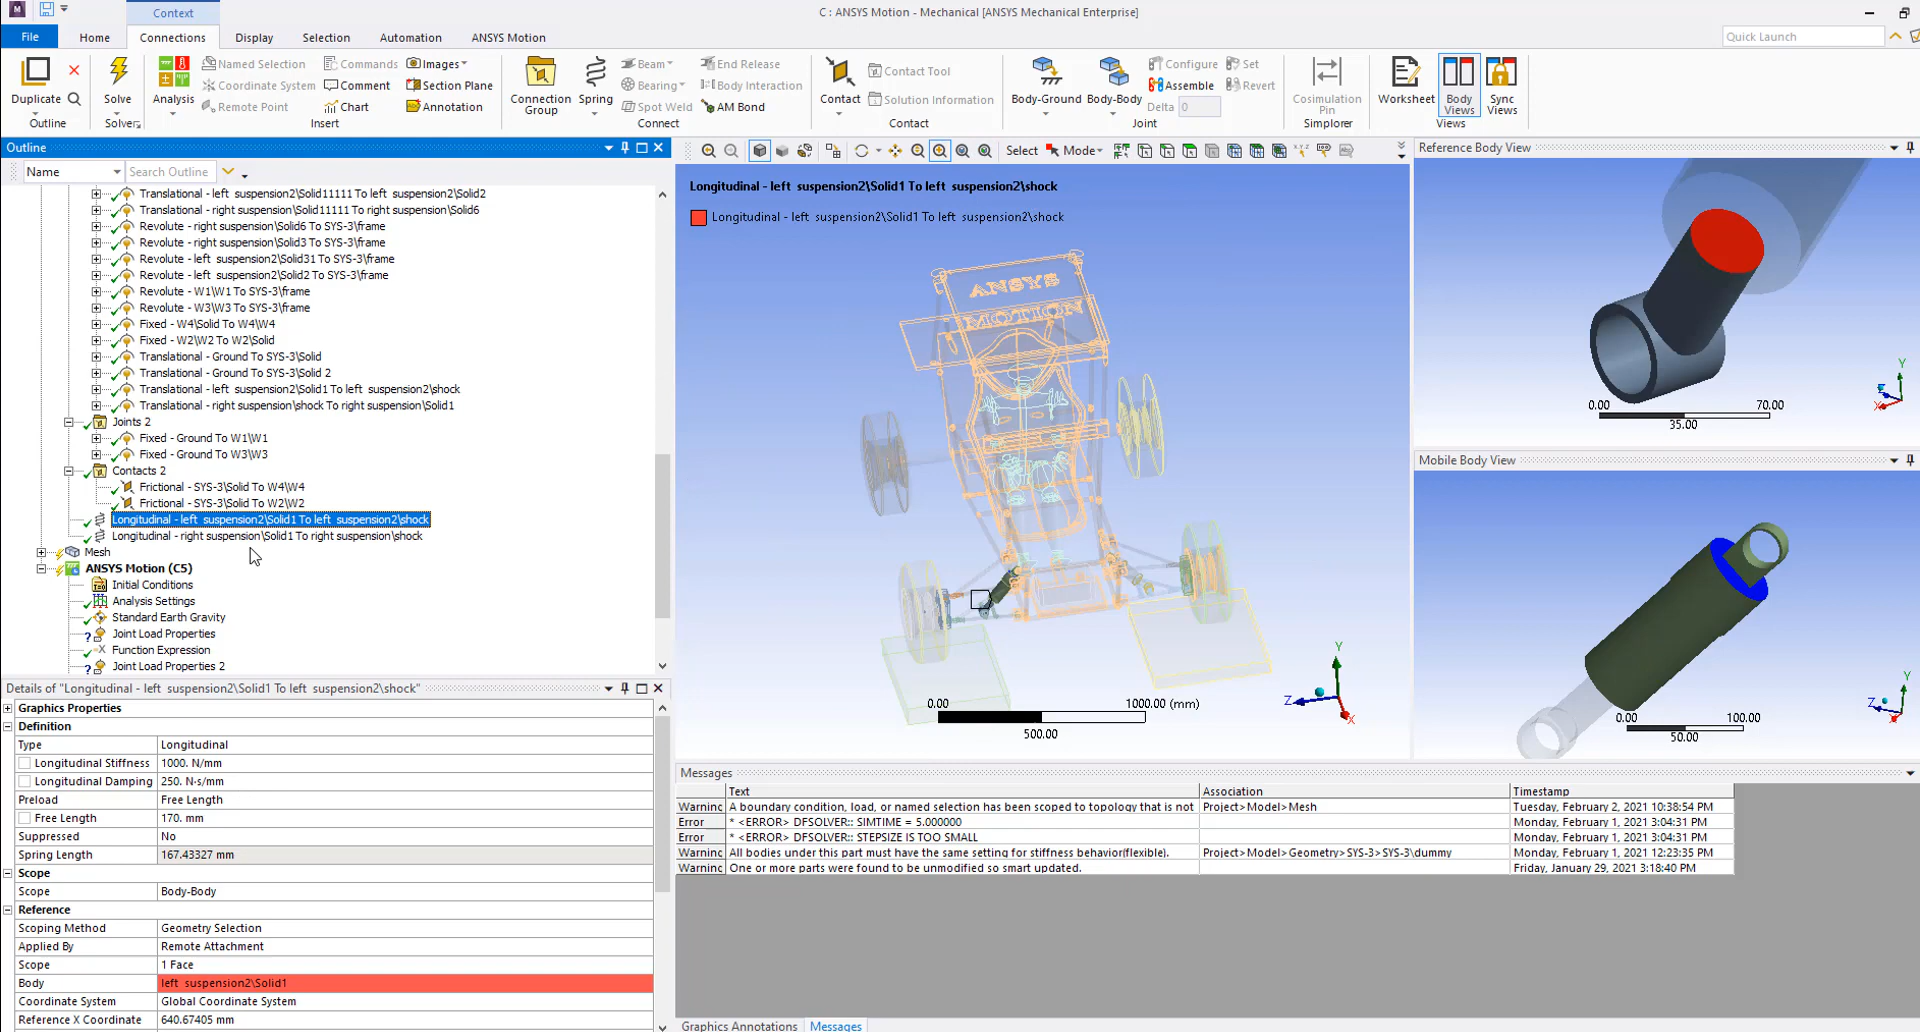 C : ANSYS Motion - Mechanical [ANSYS Mechanical Enterprise]
Context
File
Home
Connections
Display
Selection
Automation
ANSYS Motion
Quick Launch
Duplicate
Outline
Solve
Solver
Analysis
Named Selection
Coordinate System
Remote Point
Commands
Comment
Chart
Images
Section Plane
Annotation
Insert
Connection Group
Spring
Beam
Bearing
Spot Weld
End Release
Body Interaction
AM Bond
Connect
Contact
Contact Tool
Solution Information
Contact
Body-Ground
Body-Body
Configure
Set
Assemble
Revert
Delta 0
Joint
Cosimulation Pin
Simplorer
Worksheet
Body Views
Sync Views
Views
Outline
Name
Search Outline
Translational - left suspension2\Solid11111 To left suspension2\Solid2
Translational - right suspension\Solid11111 To right suspension\Solid6
Revolute - right suspension\Solid6 To SYS-3\frame
Revolute - right suspension\Solid3 To SYS-3\frame
Revolute - left suspension2\Solid31 To SYS-3\frame
Revolute - left suspension2\Solid2 To SYS-3\frame
Revolute - W1\W1 To SYS-3\frame
Revolute - W3\W3 To SYS-3\frame
Fixed - W4\Solid To W4\W4
Fixed - W2\W2 To W2\Solid
Translational - Ground To SYS-3\Solid
Translational - Ground To SYS-3\Solid 2
Translational - left suspension2\Solid1 To left suspension2\shock
Translational - right suspension\shock To right suspension\Solid1
Joints 2
Fixed - Ground To W1\W1
Fixed - Ground To W3\W3
Contacts 2
Frictional - SYS-3\Solid To W4\W4
Frictional - SYS-3\Solid To W2\W2
Longitudinal - left suspension2\Solid1 To left suspension2\shock
Longitudinal - right suspension\Solid1 To right suspension\shock
Mesh
ANSYS Motion (C5)
Initial Conditions
Analysis Settings
Standard Earth Gravity
Joint Load Properties
Function Expression
Joint Load Properties 2
Details of "Longitudinal - left suspension2\Solid1 To left suspension2\shock"
Graphics Properties
Definition
Type Longitudinal
Longitudinal Stiffness 1000. N/mm
Longitudinal Damping 250. N·s/mm
Preload Free Length
Free Length 170. mm
Suppressed No
Spring Length 167.43327 mm
Scope
Scope Body-Body
Reference
Scoping Method Geometry Selection
Applied By Remote Attachment
Scope 1 Face
Body left suspension2\Solid1
Coordinate System Global Coordinate System
Reference X Coordinate 640.67405 mm
Select
Mode
Longitudinal - left suspension2\Solid1 To left suspension2\shock
Longitudinal - left suspension2\Solid1 To left suspension2\shock
ANSYS
MOTION
0.00 1000.00 (mm)
500.00
Y
Z
X
Reference Body View
0.00 70.00
35.00
Y
Z
X
Mobile Body View
0.00 100.00
50.00
Y
Z
X
Messages
Text Association Timestamp
Warninc A boundary condition, load, or named selection has been scoped to topology that is not Project>Model>Mesh Tuesday, February 2, 2021 10:38:54 PM
Error * <ERROR> DFSOLVER:: SIMTIME = 5.000000 Monday, February 1, 2021 3:04:31 PM
Error * <ERROR> DFSOLVER:: STEPSIZE IS TOO SMALL Monday, February 1, 2021 3:04:31 PM
Warninc All bodies under this part must have the same setting for stiffness behavior(flexible). Project>Model>Geometry>SYS-3>SYS-3\dummy Monday, February 1, 2021 12:23:35 PM
Warninc One or more parts were found to be unmodified so smart updated. Friday, January 29, 2021 3:18:40 PM
Graphics Annotations
Messages